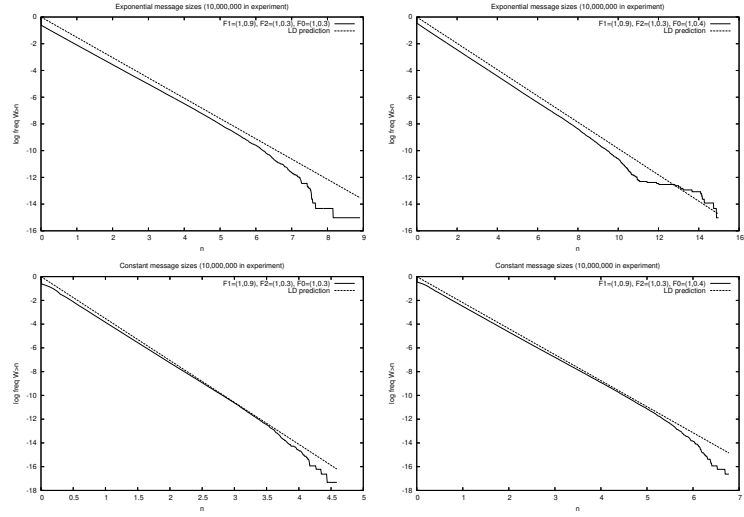 Exponential message sizes (10,000,000 in experiment)
F1=(1,0.9), F2=(1,0.3), F0=(1,0.3)
LD prediction
0
-2
-4
-6
-8
-10
-12
-14
-16
log freq W>n
0 1 2 3 4 5 6 7 8 9
n
Exponential message sizes (10,000,000 in experiment)
F1=(1,0.9), F2=(1,0.3), F0=(1,0.4)
LD prediction
0
-2
-4
-6
-8
-10
-12
-14
-16
log freq W>n
0 2 4 6 8 10 12 14 16
n
Constant message sizes (10,000,000 in experiment)
F1=(1,0.9), F2=(1,0.3), F0=(1,0.3)
LD prediction
0
-2
-4
-6
-8
-10
-12
-14
-16
-18
log freq W>n
0 0.5 1 1.5 2 2.5 3 3.5 4 4.5 5
n
Constant message sizes (10,000,000 in experiment)
F1=(1,0.9), F2=(1,0.3), F0=(1,0.4)
LD prediction
0
-2
-4
-6
-8
-10
-12
-14
-16
-18
log freq W>n
0 1 2 3 4 5 6 7
n